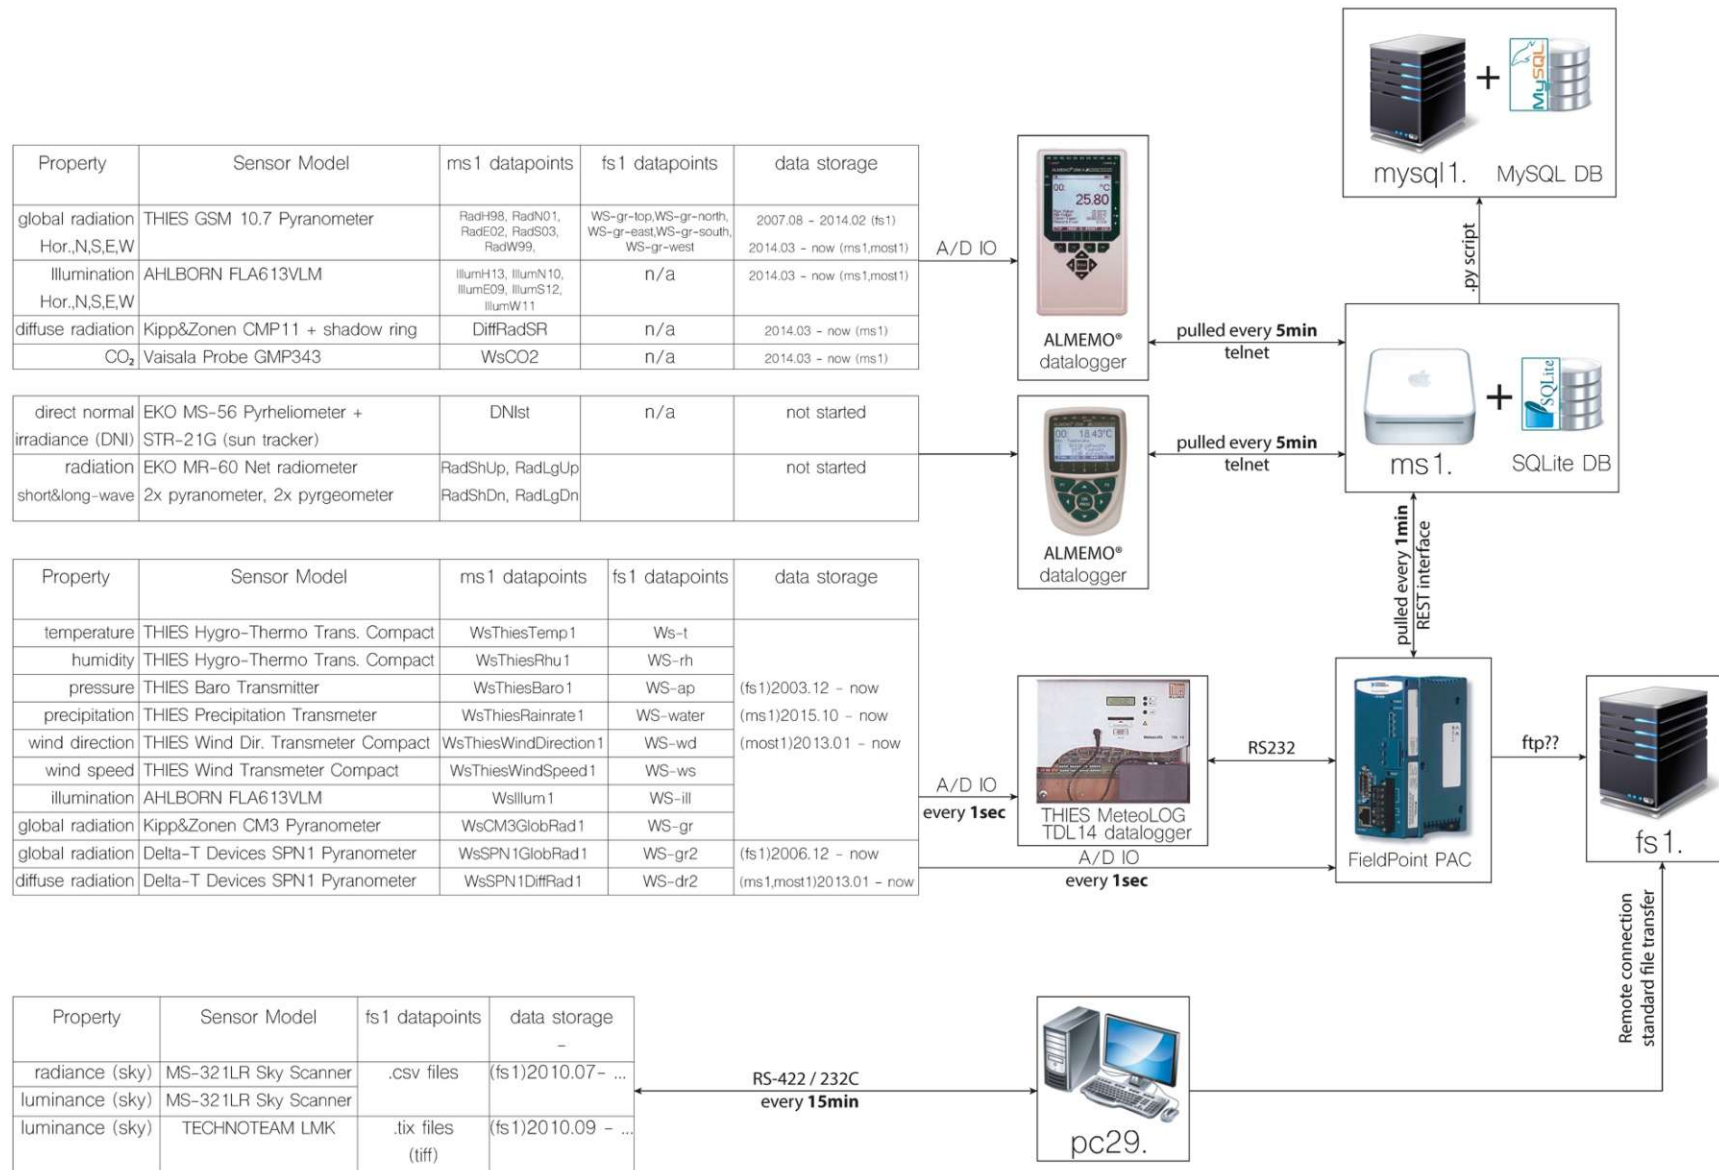 Property Sensor Model ms1 datapoints fs1 datapoints data storage
global radiation THIES GSM 10.7 Pyranometer RadH98, RadN01, WS-gr-top,WS-gr-north, 2007.08 - 2014.02 (fs1)
Hor.,N,S,E,W RadE02, RadS03, WS-gr-east,WS-gr-south,
RadW99, WS-gr-west 2014.03 - now (ms1,most1)
Illumination AHLBORN FLA613VLM IllumH13, IllumN10, n/a 2014.03 - now (ms1,most1)
Hor.,N,S,E,W IllumE09, IllumS12,
IllumW11
diffuse radiation Kipp&Zonen CMP11 + shadow ring DiffRadSR n/a 2014.03 - now (ms1)
CO₂ Vaisala Probe GMP343 WsCO2 n/a 2014.03 - now (ms1)
direct normal EKO MS-56 Pyrheliometer + DNIst n/a not started
irradiance (DNI) STR-21G (sun tracker)
radiation EKO MR-60 Net radiometer RadShUp, RadLgUp not started
short&long-wave 2x pyranometer, 2x pyrgeometer RadShDn, RadLgDn
Property Sensor Model ms1 datapoints fs1 datapoints data storage
temperature THIES Hygro-Thermo Trans. Compact WsThiesTemp1 Ws-t
humidity THIES Hygro-Thermo Trans. Compact WsThiesRhu1 WS-rh
pressure THIES Baro Transmitter WsThiesBaro1 WS-ap (fs1)2003.12 - now
precipitation THIES Precipitation Transmeter WsThiesRainrate1 WS-water (ms1)2015.10 - now
wind direction THIES Wind Dir. Transmeter Compact WsThiesWindDirection1 WS-wd (most1)2013.01 - now
wind speed THIES Wind Transmeter Compact WsThiesWindSpeed1 WS-ws
illumination AHLBORN FLA613VLM WsIllum1 WS-ill
global radiation Kipp&Zonen CM3 Pyranometer WsCM3GlobRad1 WS-gr
global radiation Delta-T Devices SPN1 Pyranometer WsSPN1GlobRad1 WS-gr2 (fs1)2006.12 - now
diffuse radiation Delta-T Devices SPN1 Pyranometer WsSPN1DiffRad1 WS-dr2 (ms1,most1)2013.01 - now
Property Sensor Model fs1 datapoints data storage
-
radiance (sky) MS-321LR Sky Scanner .csv files (fs1)2010.07- ...
luminance (sky) MS-321LR Sky Scanner
luminance (sky) TECHNOTEAM LMK .tix files (fs1)2010.09 - ...
(tiff)
A/D IO
00: °C
25.80
ALMEMO®
datalogger
pulled every 5min
telnet
00: 18.43°C
ALMEMO®
datalogger
pulled every 5min
telnet
+
MySQL
mysql1. MySQL DB
.py script
+
SQLite
ms1. SQLite DB
pulled every 1min
REST interface
A/D IO
every 1sec
THIES MeteoLOG
TDL14 datalogger
RS232
A/D IO
every 1sec
FieldPoint PAC
ftp??
fs1.
Remote connection
standard file transfer
RS-422 / 232C
every 15min
pc29.